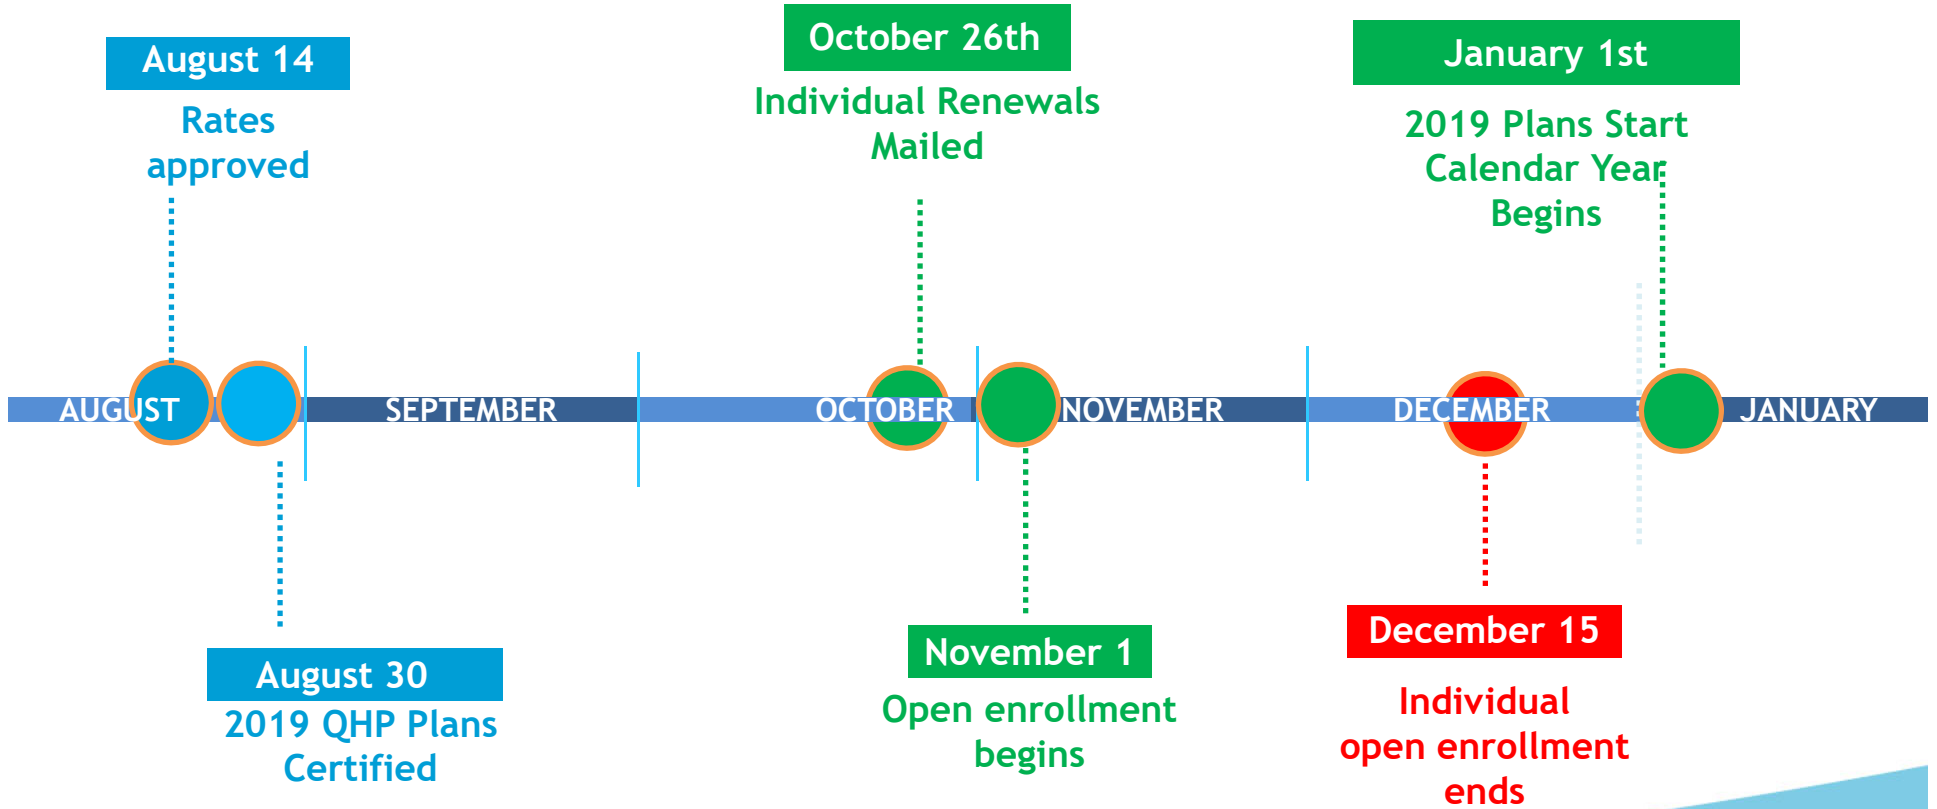 August 14
Rates
approved
October 26th
Individual Renewals
Mailed
January 1st
2019 Plans Start
Calendar Year
Begins
AUGUST
SEPTEMBER
OCTOBER
NOVEMBER
DECEMBER
JANUARY
August 30
2019 QHP Plans
Certified
November 1
Open enrollment
begins
December 15
Individual
open enrollment
ends